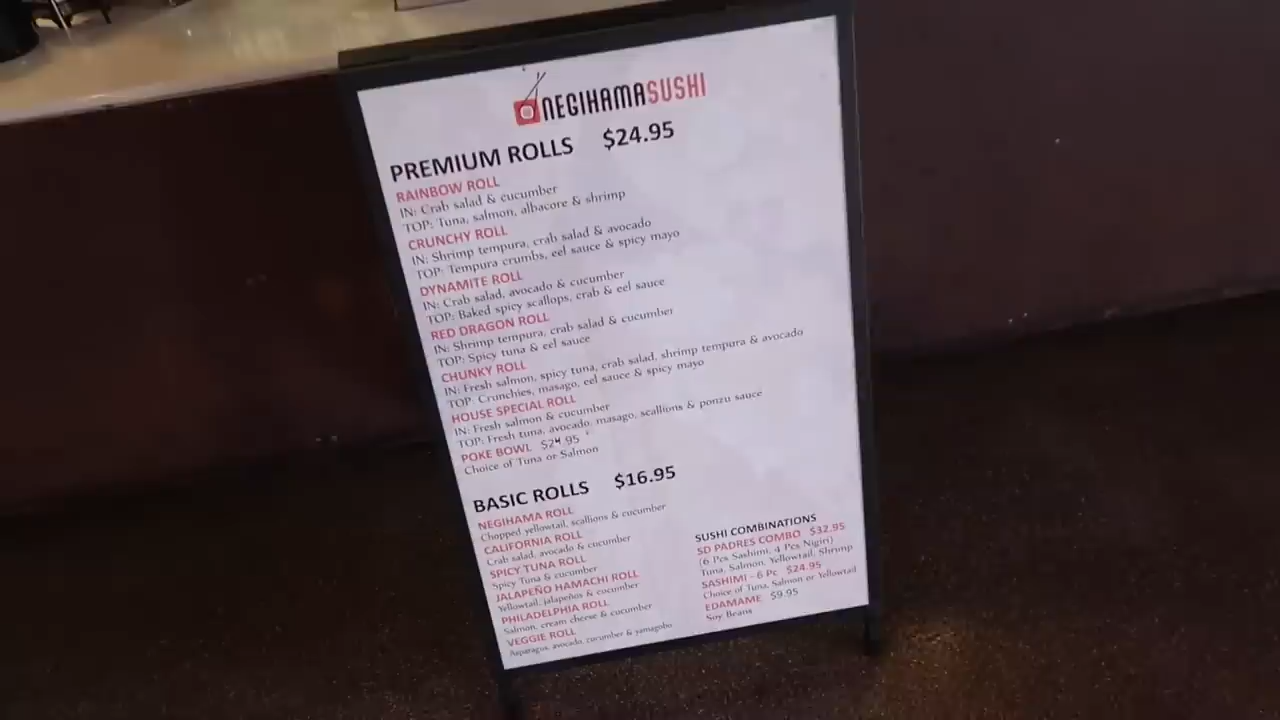 NEGIHAMASUSHI
PREMIUM ROLLS $24.95
RAINBOW ROLL
IN: Crab salad & cucumber
TOP: Tuna, salmon, albacore & shrimp
CRUNCHY ROLL
IN: Shrimp tempura, crab salad & avocado
TOP: Tempura crumbs, eel sauce & spicy mayo
DYNAMITE ROLL
IN: Crab salad, avocado & cucumber
TOP: Baked spicy scallops, crab & eel sauce
RED DRAGON ROLL
IN: Shrimp tempura, crab salad & cucumber
TOP: Spicy tuna & eel sauce
CHUNKY ROLL
IN: Fresh salmon, spicy tuna, crab salad, shrimp tempura & avocado
TOP: Crunchies, masago, eel sauce & spicy mayo
HOUSE SPECIAL ROLL
IN: Fresh salmon & cucumber
TOP: Fresh tuna, avocado, masago, scallions & ponzu sauce
POKE BOWL $24.95
Choice of Tuna or Salmon
BASIC ROLLS $16.95
NEGIHAMA ROLL
Chopped yellowtail, scallions & cucumber
CALIFORNIA ROLL
Crab salad, avocado & cucumber
SPICY TUNA ROLL
Spicy Tuna & cucumber
JALAPEÑO HAMACHI ROLL
Yellowtail, jalapeños & cocumber
PHILADELPHIA ROLL
Salmon, cream cheese & cucumber
VEGGIE ROLL
Asparagus, avocado, cucumber & yamagobo
SUSHI COMBINATIONS
SD PADRES COMBO $32.95
(6 Pcs Sashimi, 4 Pcs Nigiri)
Tuna, Salmon, Yellowtail, Shrimp
SASHIMI - 6 Pc $24.95
Choice of Tuna, Salmon or Yellowtail
EDAMAME $9.95
Soy Beans